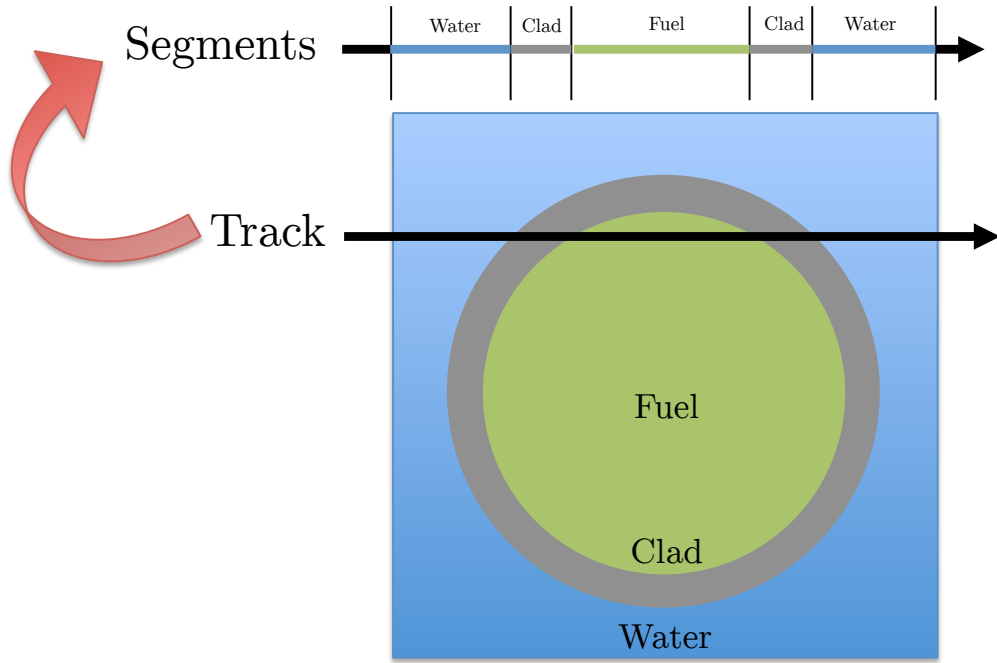 Water Clad Fuel Clad Water
Segments
Track
Fuel
Clad
Water